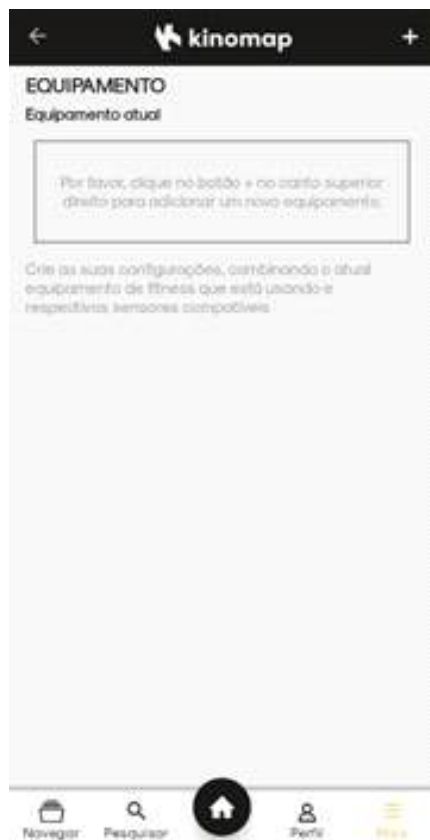 kinomap
EQUIPAMENTO
Equipamento atual
Por favor, clique no botão + no canto superior
direito para adicionar um novo equipamento.
Crie as suas configurações, combinando o atual
equipamento de fitness que está usando e
respectivos sensores compatíveis
Navegar Pesquisar Perfil Mais